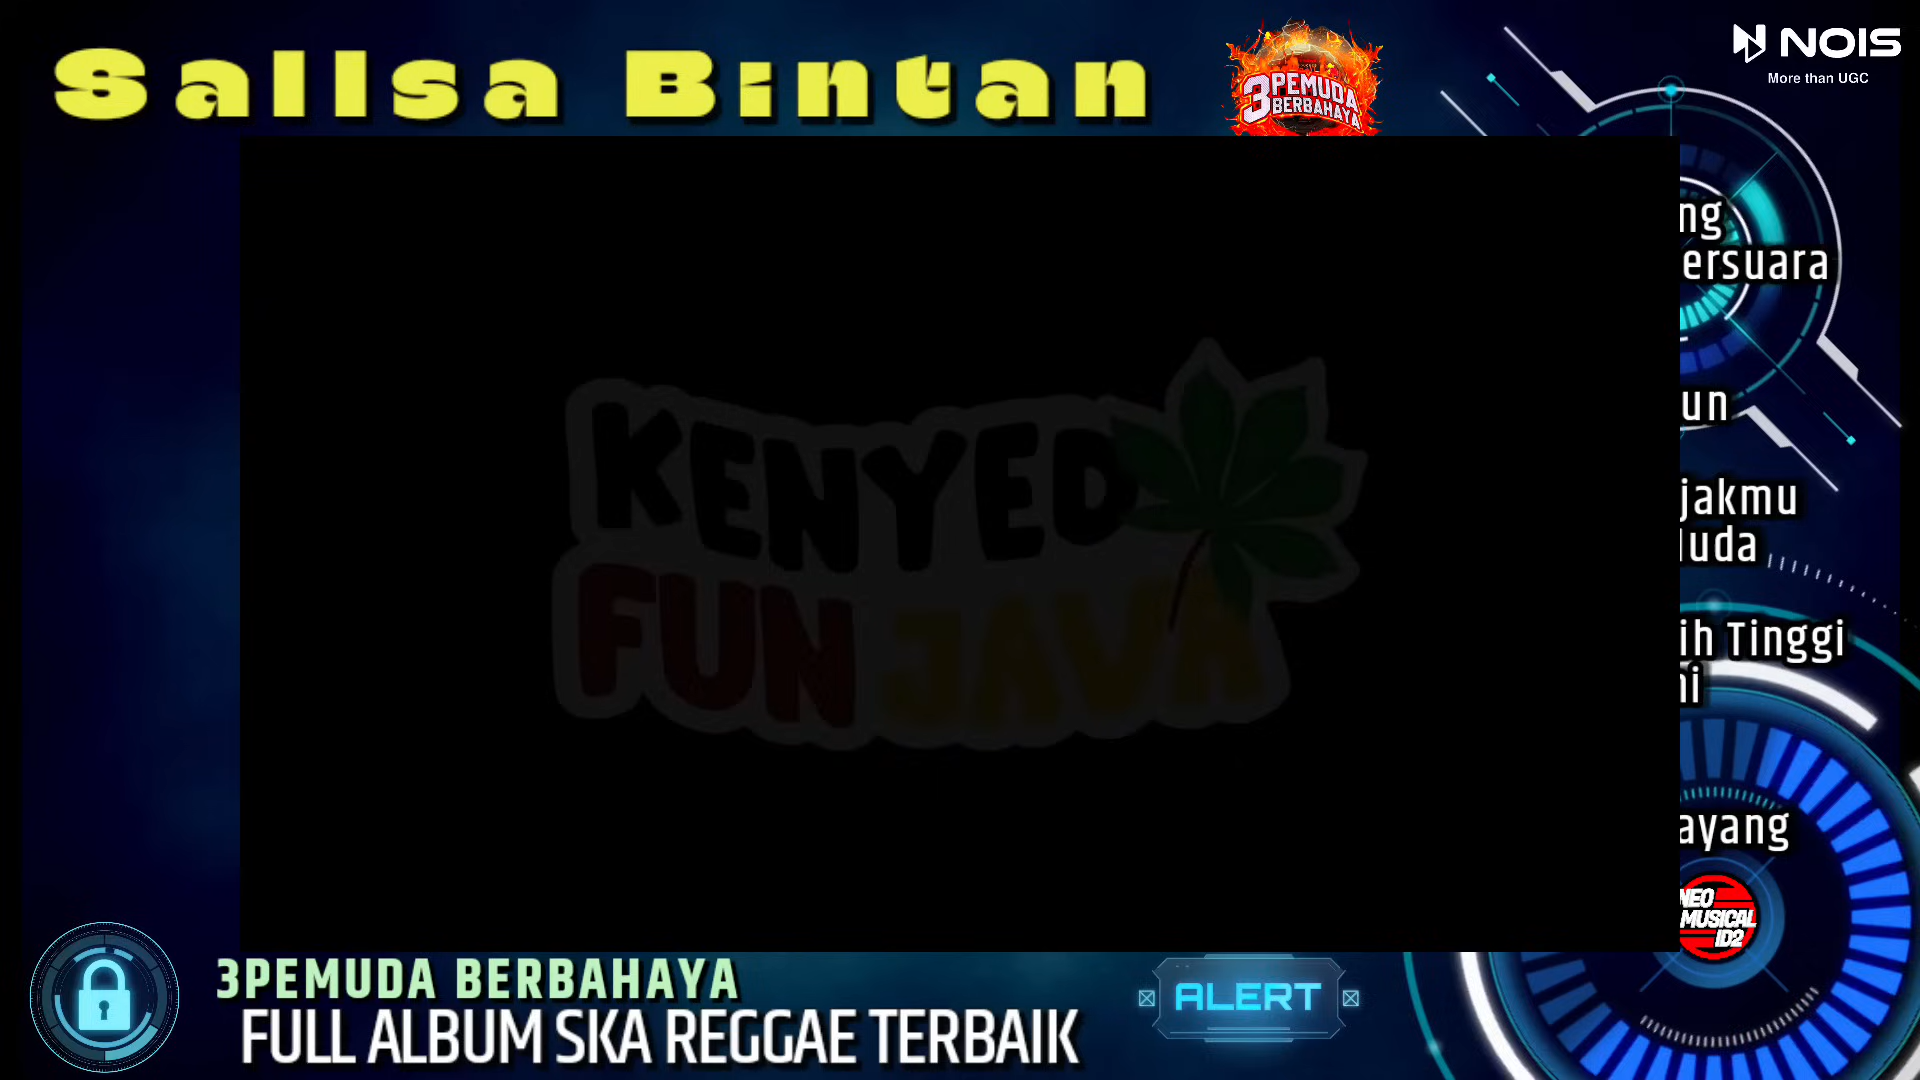 Sallsa Bintan
3PEMUDA
BERBAHAYA
NOIS
More than UGC
ng
ersuara
un
jakmu
uda
ih Tinggi
ni
ayang
KENYED
FUN JAVA
NEO
MUSICAL
ID2
3PEMUDA BERBAHAYA
FULL ALBUM SKA REGGAE TERBAIK
ALERT